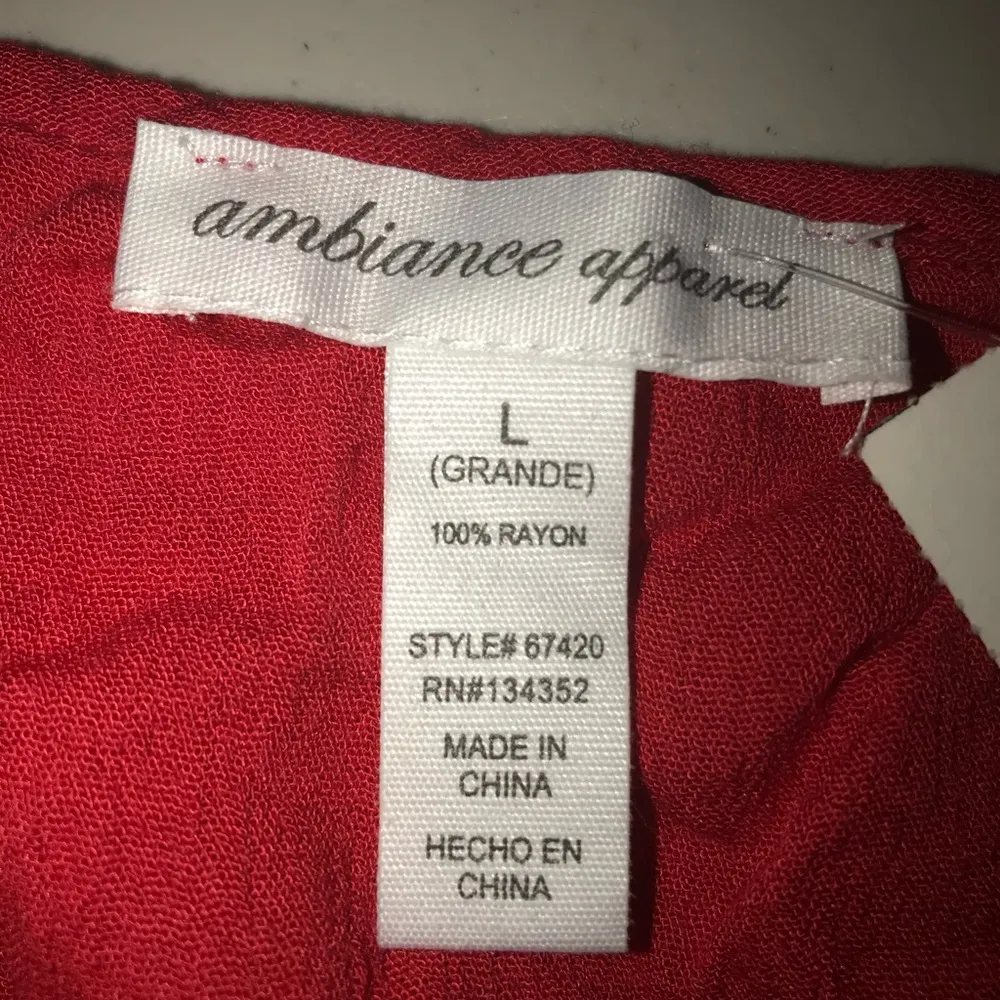 ambiance apparel
L
(GRANDE)
100% RAYON
STYLE# 67420
RN#134352
MADE IN
CHINA
HECHO EN
CHINA